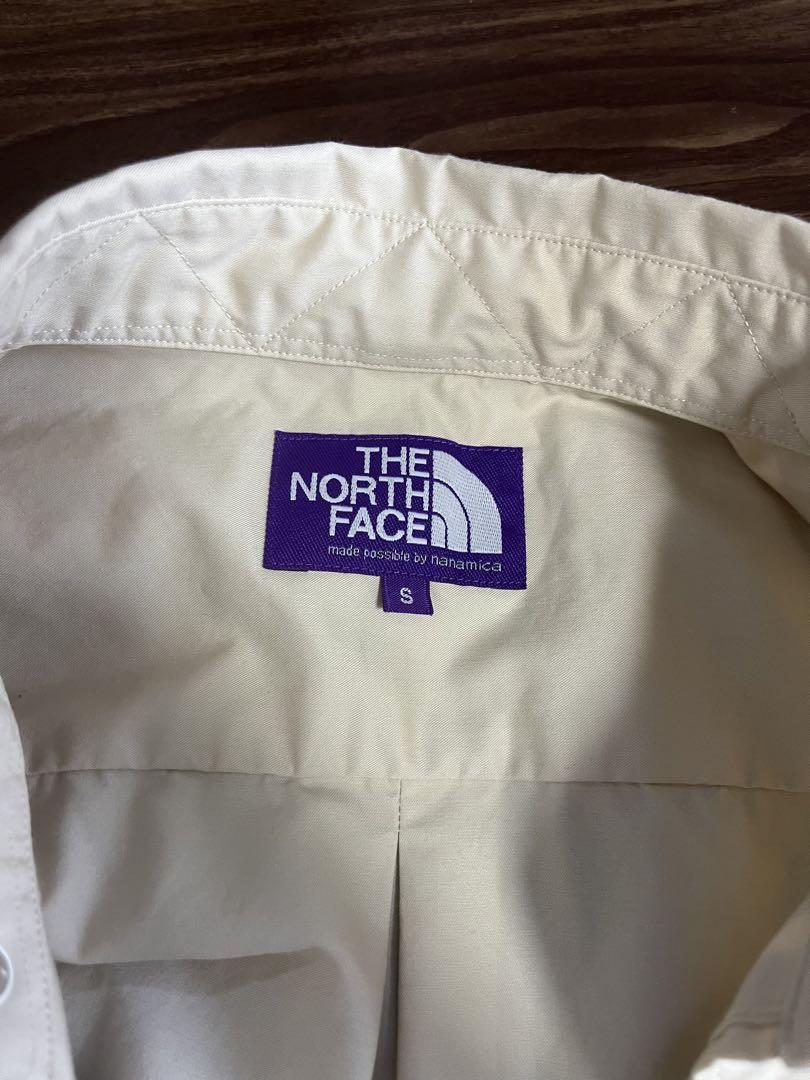 THE
NORTH
FACE
made possible by nanamica
S